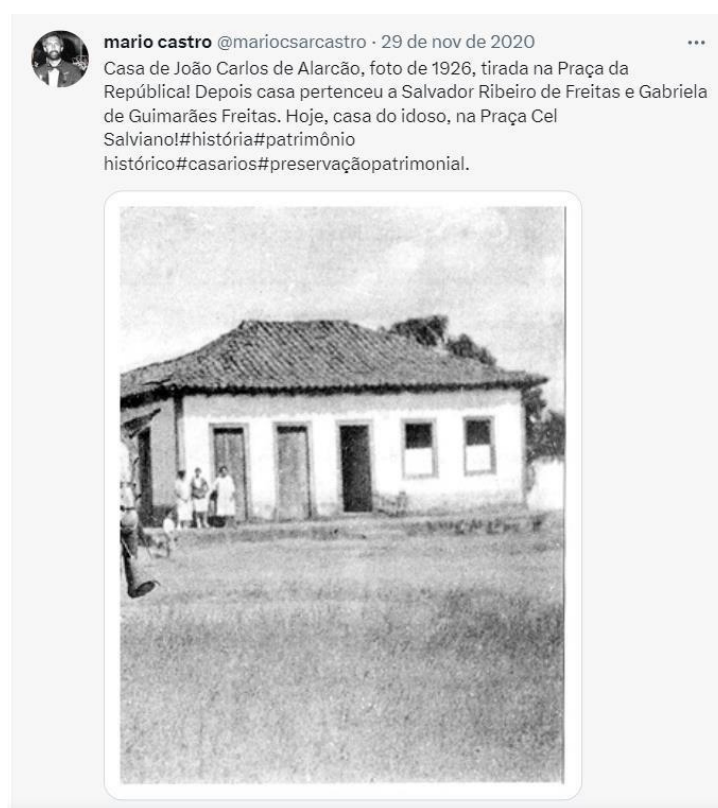 mario castro @mariocsarcastro · 29 de nov de 2020
Casa de João Carlos de Alarcão, foto de 1926, tirada na Praça da
República! Depois casa pertenceu a Salvador Ribeiro de Freitas e Gabriela
de Guimarães Freitas. Hoje, casa do idoso, na Praça Cel
Salviano!#história#patrimônio
histórico#casarios#preservaçãopatrimonial.